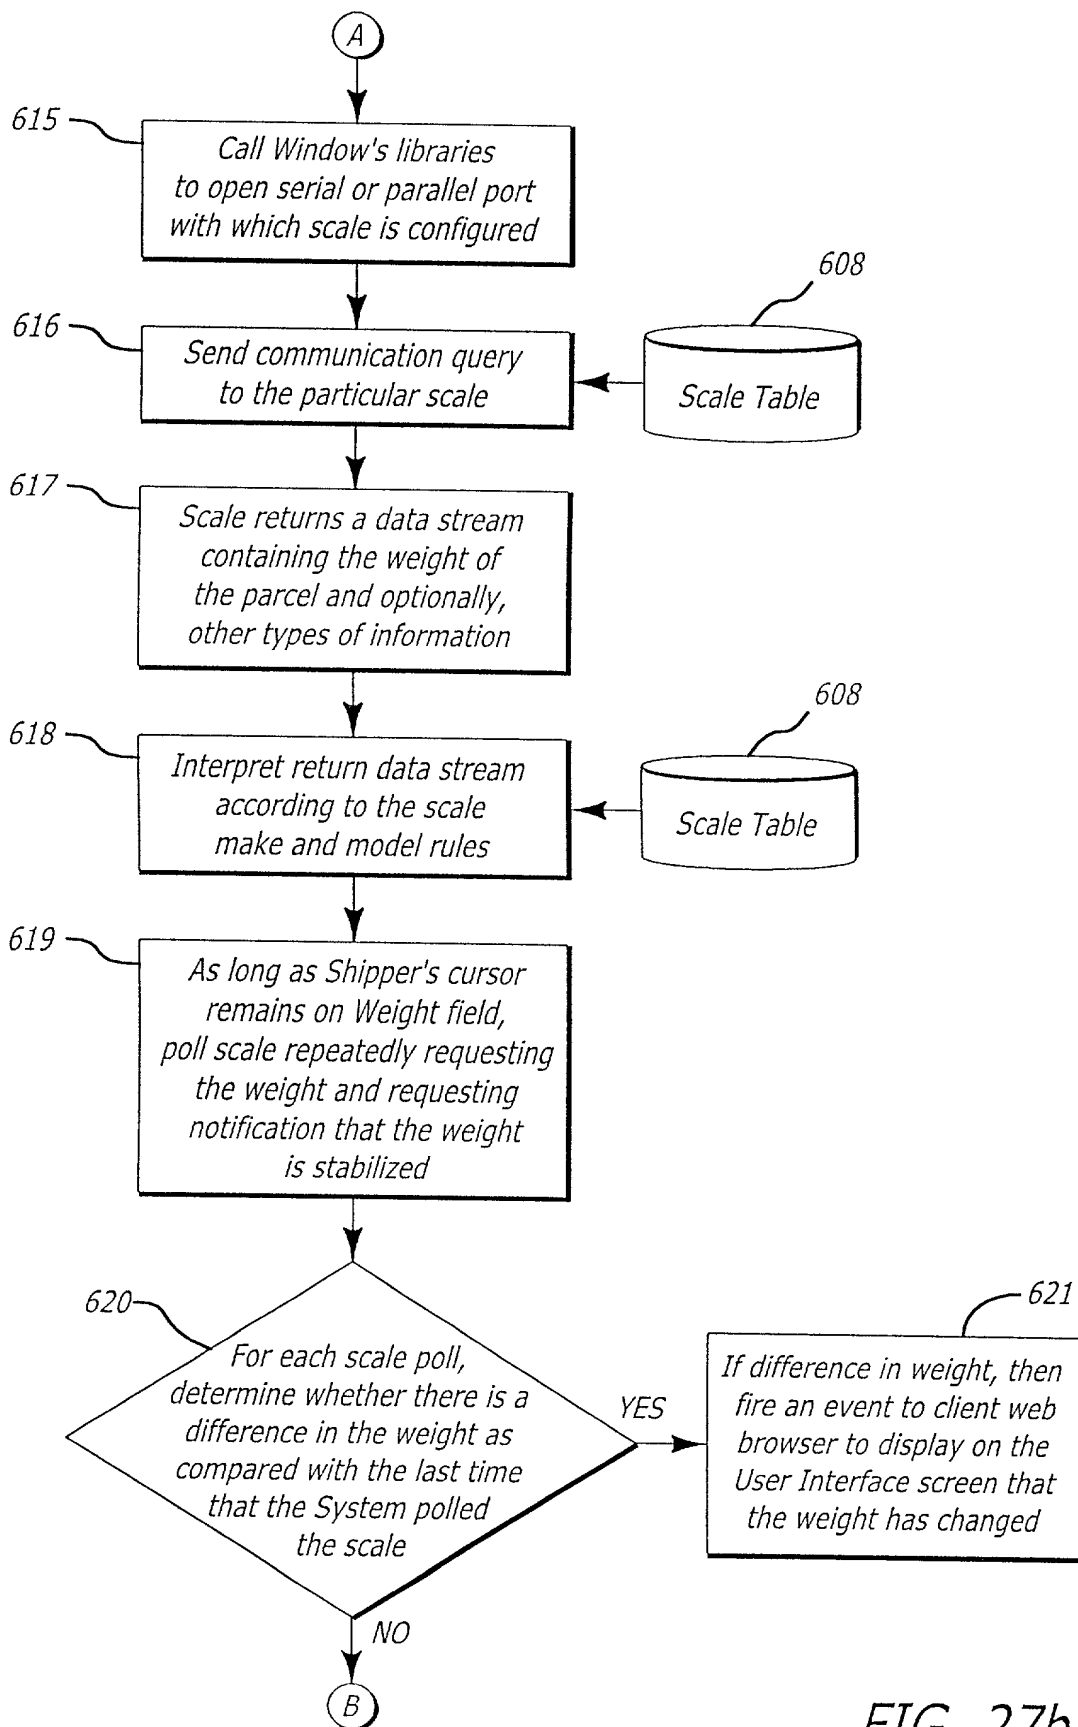 A
615
Call Window's libraries
to open serial or parallel port
with which scale is configured
608
616
Send communication query
to the particular scale
Scale Table
617
Scale returns a data stream
containing the weight of
the parcel and optionally,
other types of information
608
618
Interpret return data stream
according to the scale
make and model rules
Scale Table
619
As long as Shipper's cursor
remains on Weight field,
poll scale repeatedly requesting
the weight and requesting
notification that the weight
is stabilized
620
For each scale poll,
determine whether there is a
difference in the weight as
compared with the last time
that the System polled
the scale
YES
621
If difference in weight, then
fire an event to client web
browser to display on the
User Interface screen that
the weight has changed
NO
B
FIG. 27b